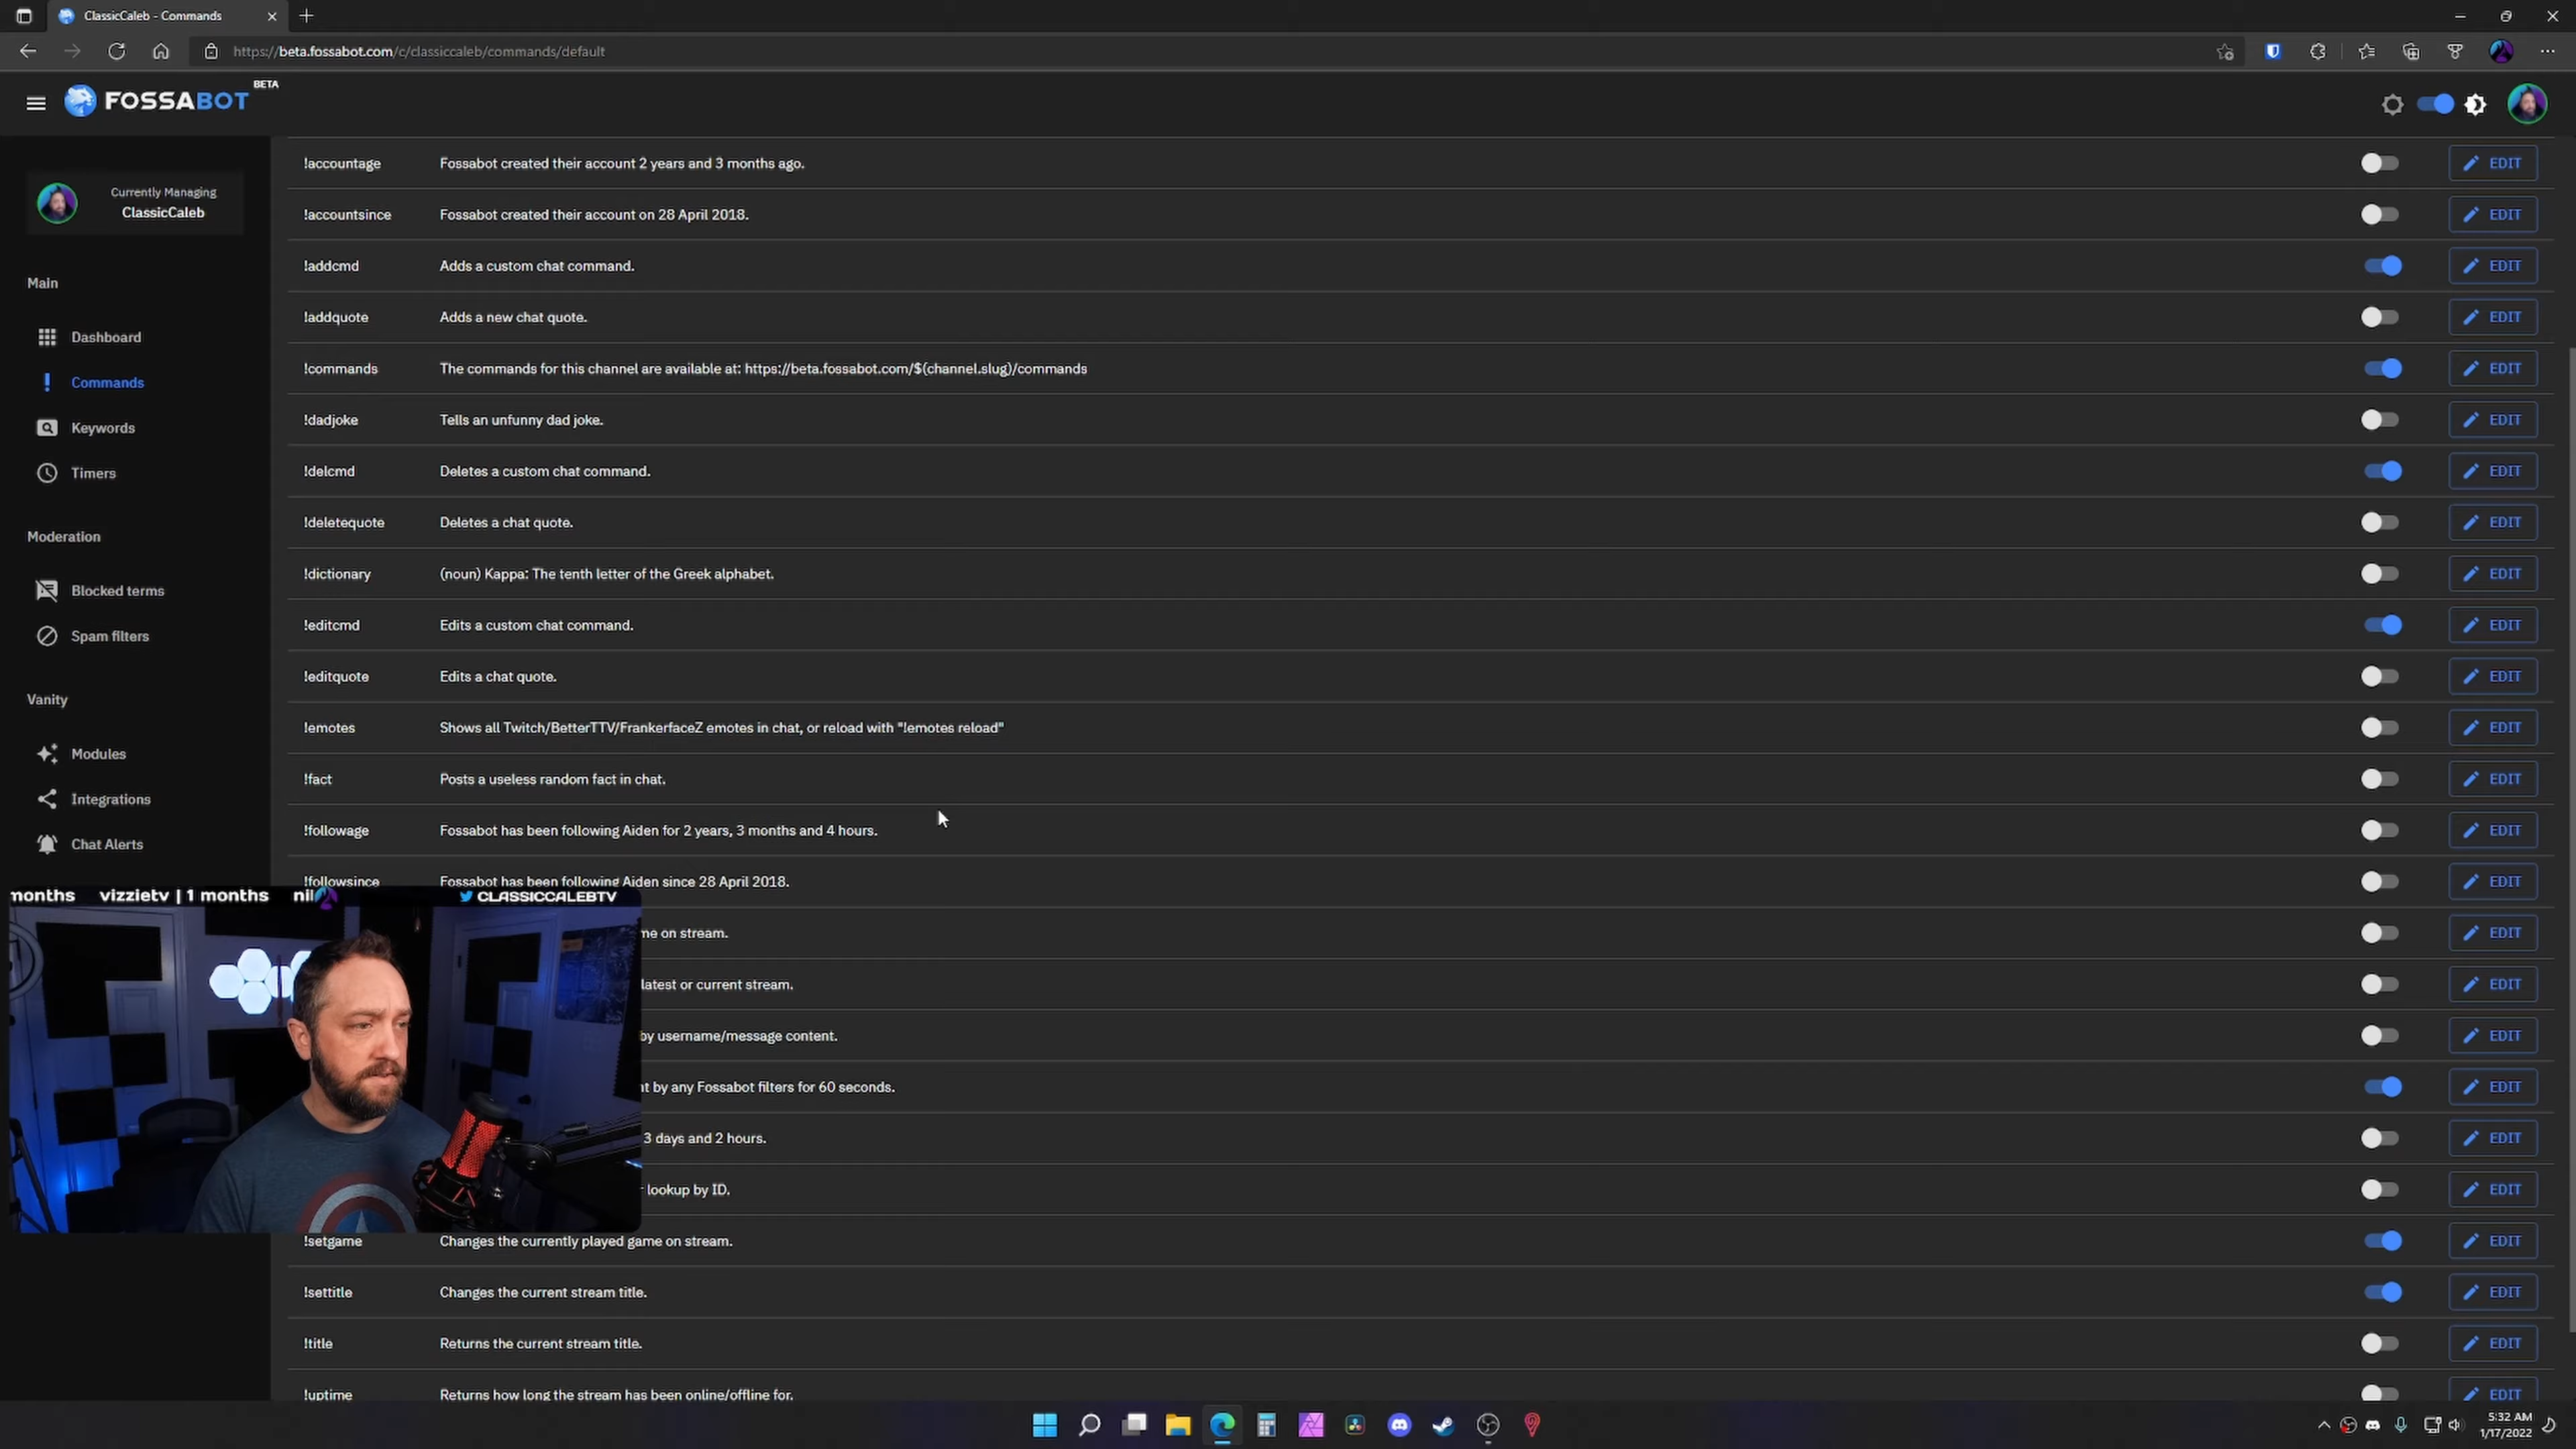 ClassicCaleb - Commands
https://beta.fossabot.com/c/classiccaleb/commands/default
FOSSABOT
BETA
Currently Managing
ClassicCaleb
Main
Dashboard
Commands
Keywords
Timers
Moderation
Blocked terms
Spam filters
Vanity
Modules
Integrations
Chat Alerts
!accountage Fossabot created their account 2 years and 3 months ago. EDIT
!accountsince Fossabot created their account on 28 April 2018. EDIT
!addcmd Adds a custom chat command. EDIT
!addquote Adds a new chat quote. EDIT
!commands The commands for this channel are available at: https://beta.fossabot.com/$(channel.slug)/commands EDIT
!dadjoke Tells an unfunny dad joke. EDIT
!delcmd Deletes a custom chat command. EDIT
!deletequote Deletes a chat quote. EDIT
!dictionary (noun) Kappa: The tenth letter of the Greek alphabet. EDIT
!editcmd Edits a custom chat command. EDIT
!editquote Edits a chat quote. EDIT
!emotes Shows all Twitch/BetterTTV/FrankerfaceZ emotes in chat, or reload with "!emotes reload" EDIT
!fact Posts a useless random fact in chat. EDIT
!followage Fossabot has been following Aiden for 2 years, 3 months and 4 hours. EDIT
!followsince Fossabot has been following Aiden since 28 April 2018. EDIT
months vizzietv | 1 months nil CLASSICCALEBTV
me on stream. EDIT
latest or current stream. EDIT
by username/message content. EDIT
nt by any Fossabot filters for 60 seconds. EDIT
3 days and 2 hours. EDIT
lookup by ID. EDIT
!setgame Changes the currently played game on stream. EDIT
!settitle Changes the current stream title. EDIT
!title Returns the current stream title. EDIT
!uptime Returns how long the stream has been online/offline for. EDIT
5:32 AM
1/17/2022